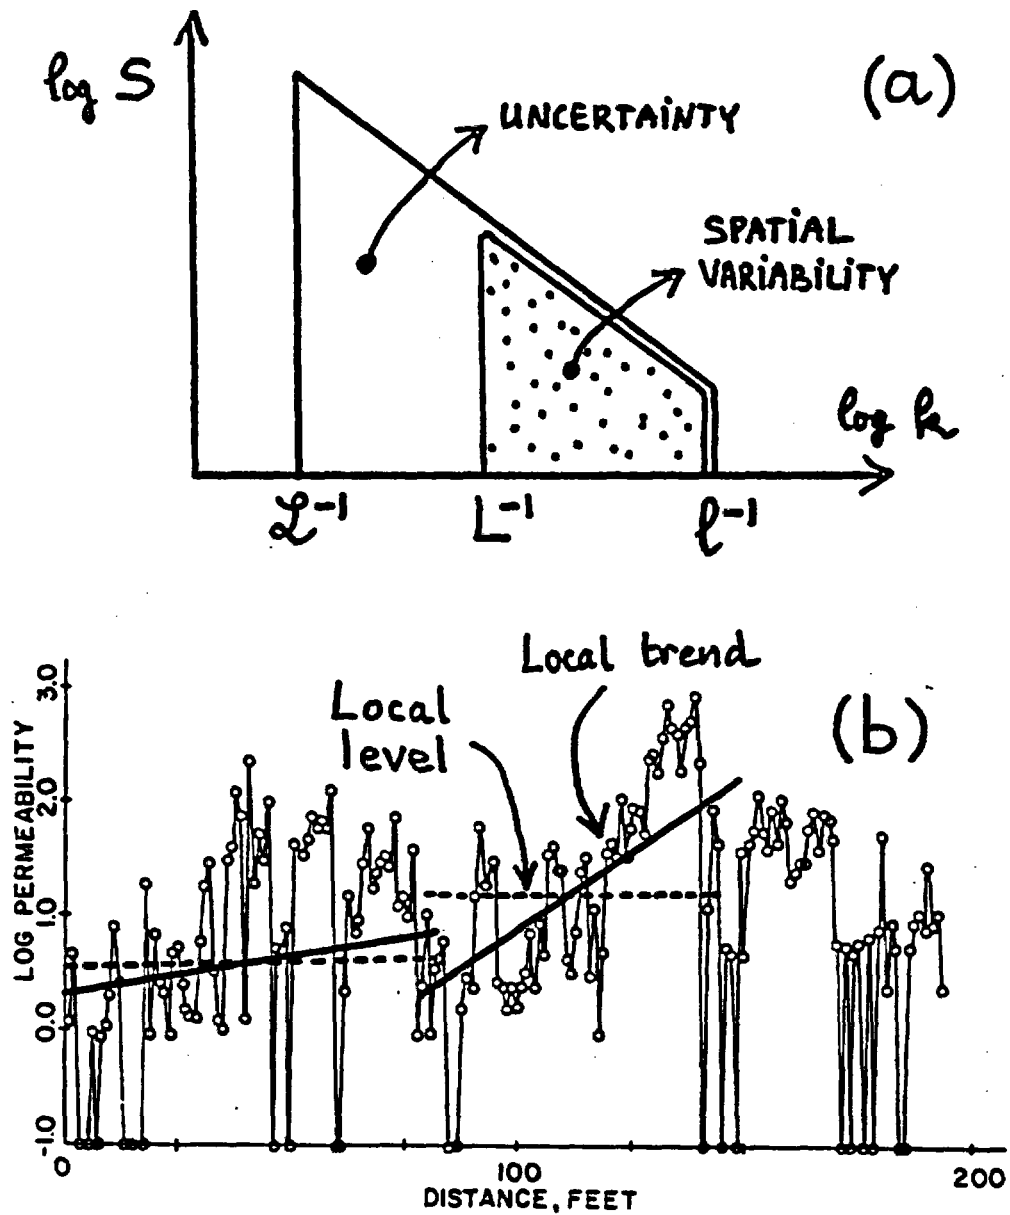 log S
(a)
UNCERTAINTY
SPATIAL
VARIABILITY
log k
ℒ⁻¹
L⁻¹
ℓ⁻¹
Local trend
Local
level
(b)
LOG PERMEABILITY
3.0
2.0
1.0
0.0
-1.0
0
100
200
DISTANCE, FEET